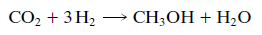 CO₂ + 3 H₂ ⟶ CH₃OH + H₂O